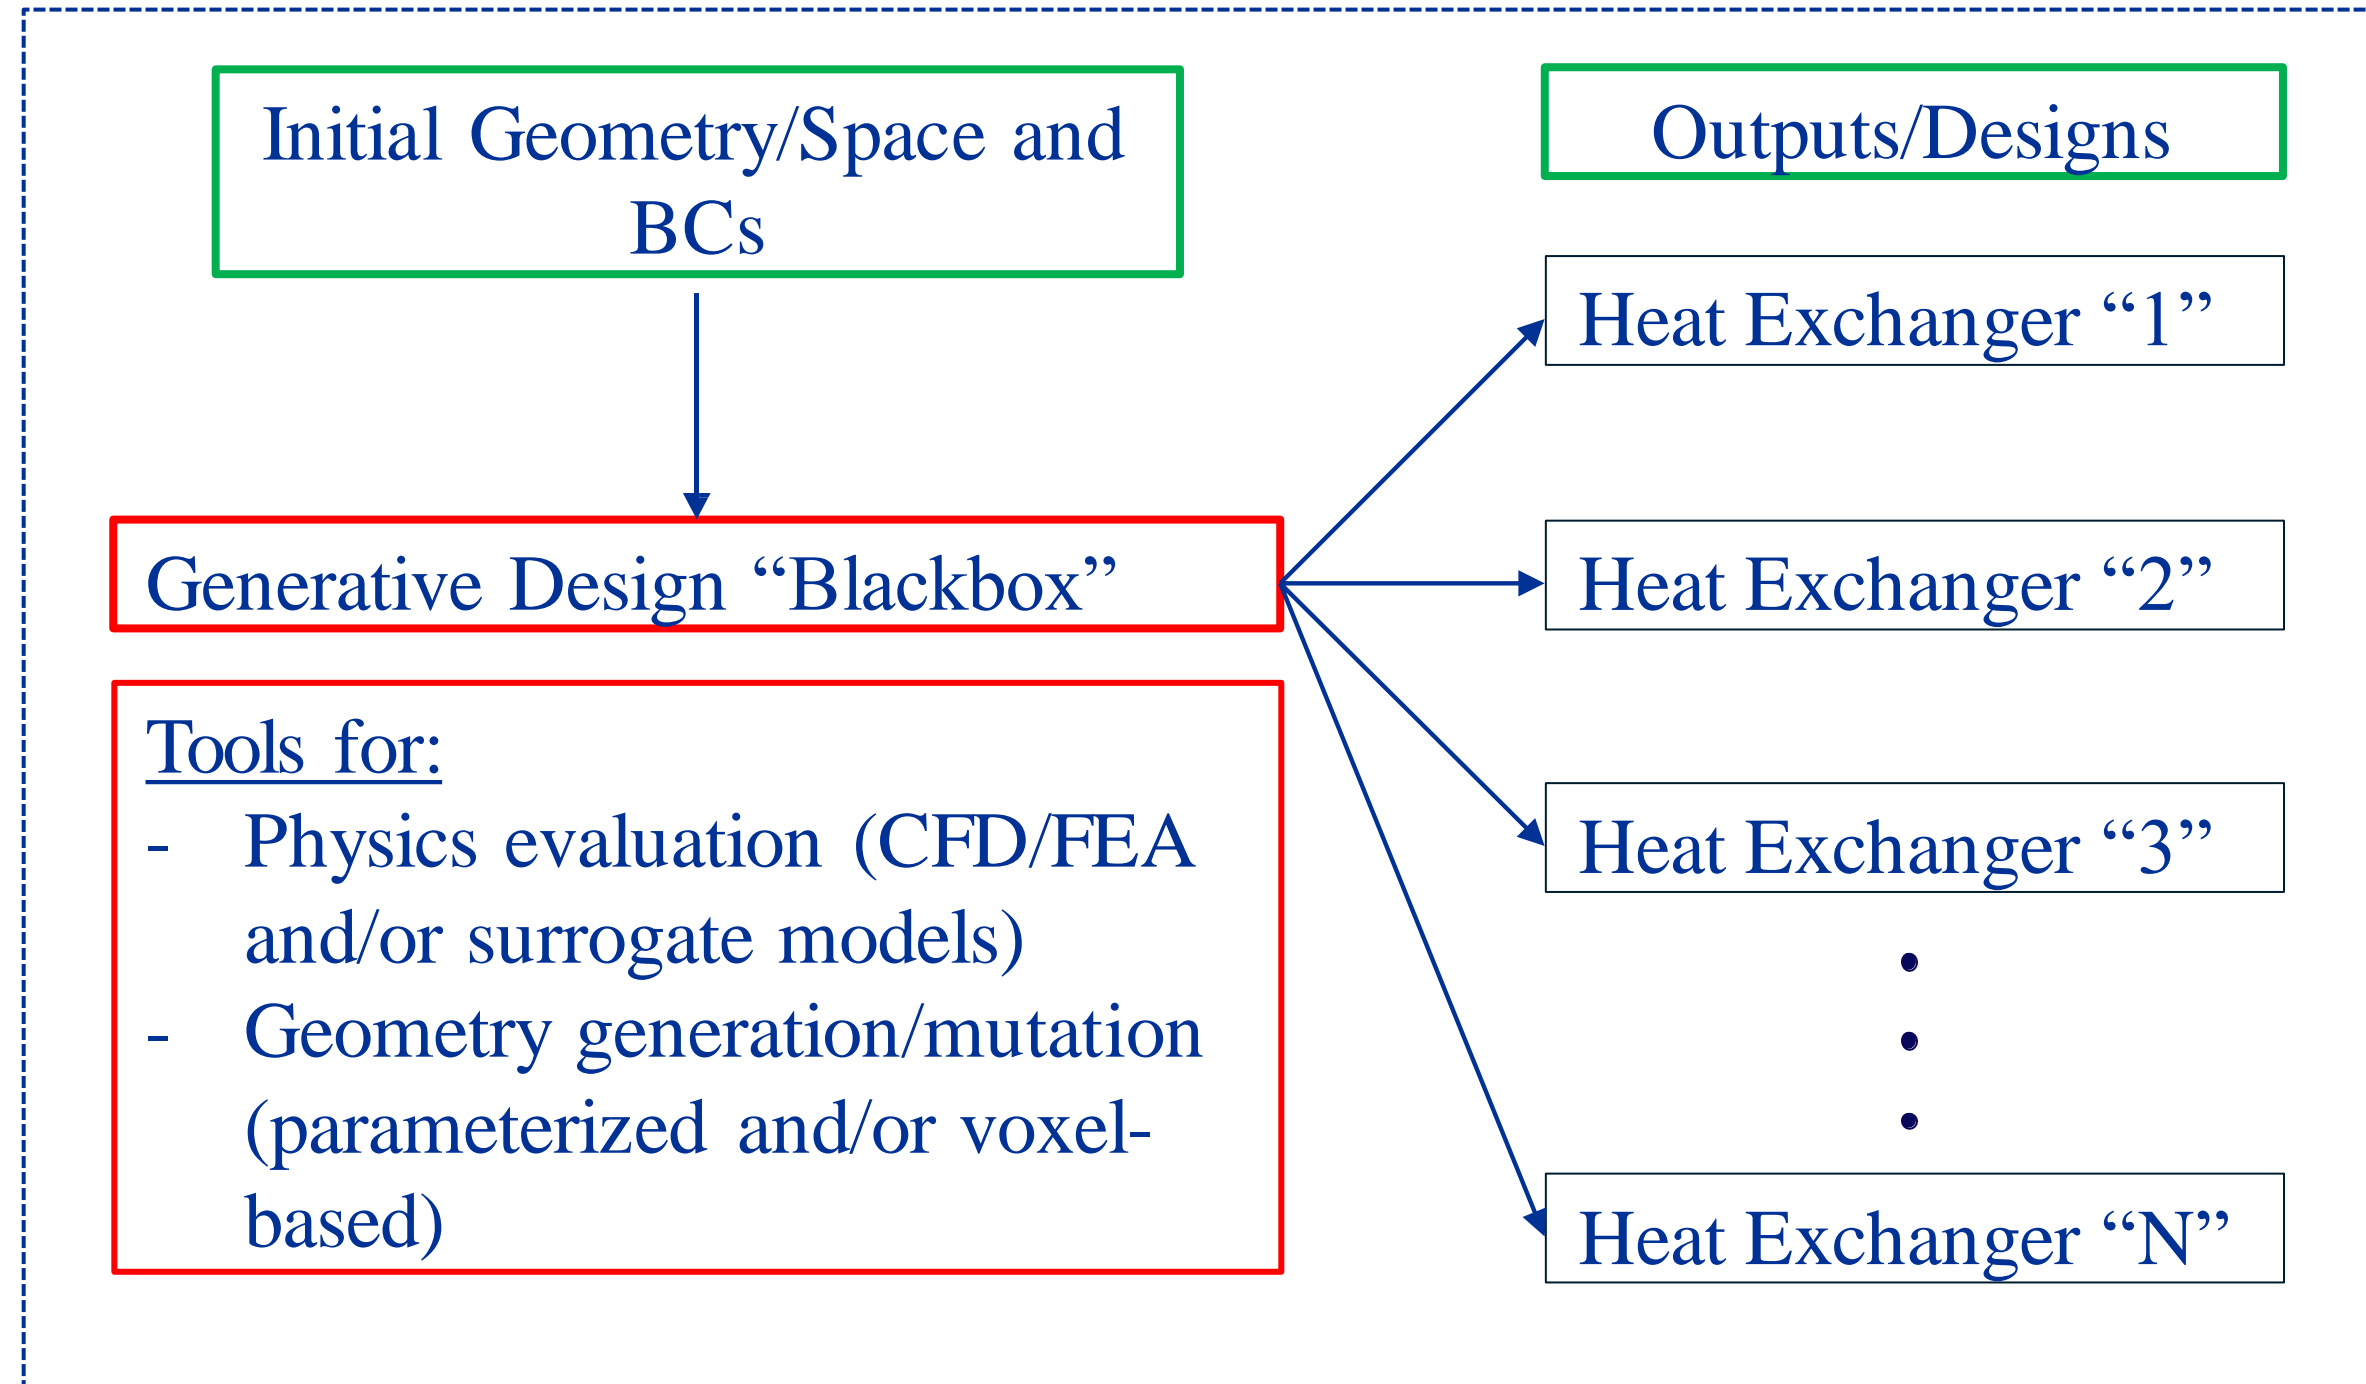 Initial Geometry/Space and
BCs
Generative Design “Blackbox”
Tools for:
- Physics evaluation (CFD/FEA
and/or surrogate models)
- Geometry generation/mutation
(parameterized and/or voxel-
based)
Outputs/Designs
Heat Exchanger “1”
Heat Exchanger “2”
Heat Exchanger “3”
Heat Exchanger “N”